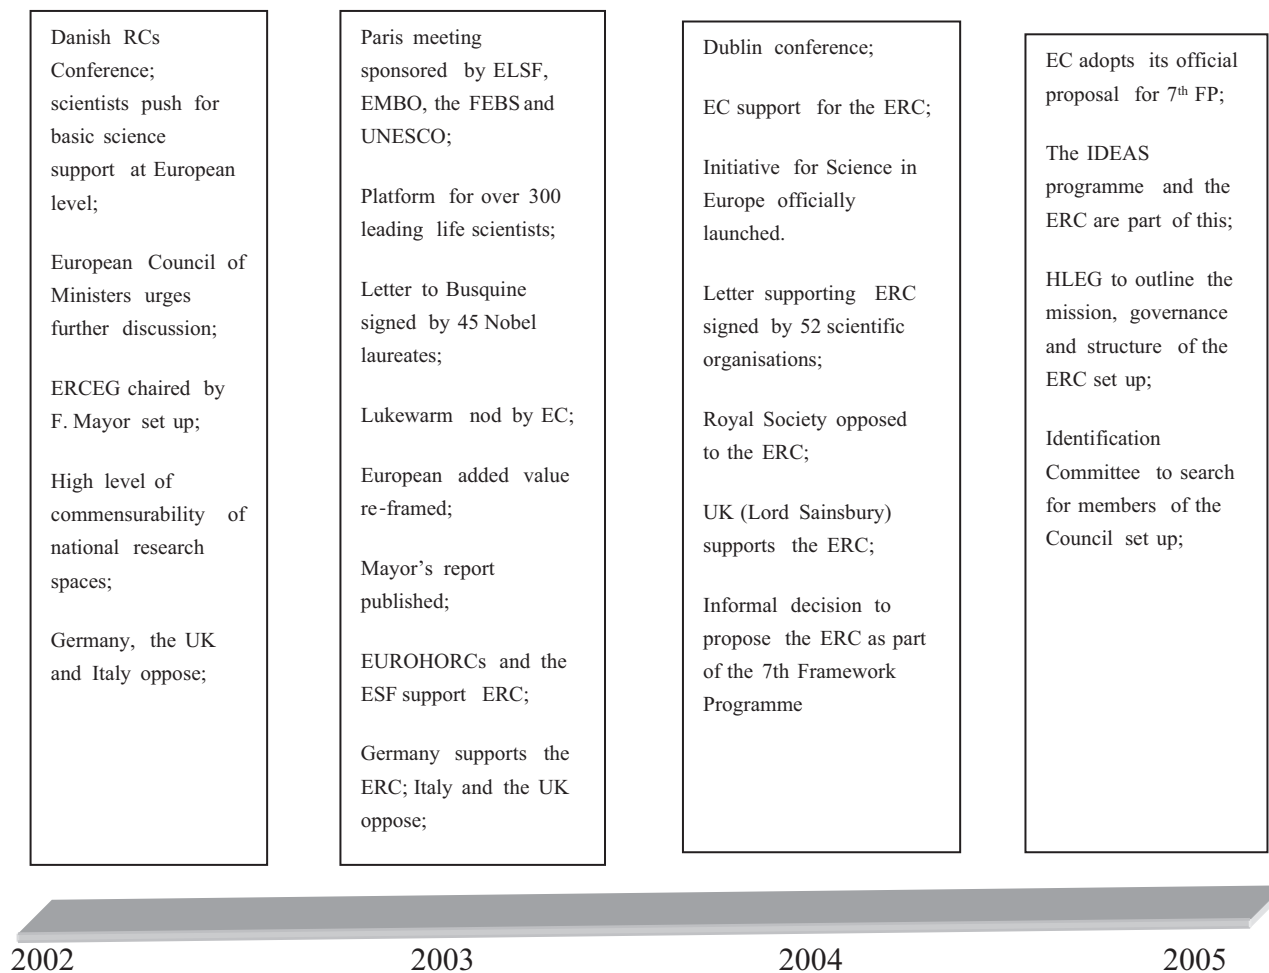 Danish RCs
Conference;
scientists push for
basic science
support at European
level;
European Council of
Ministers urges
further discussion;
ERCEG chaired by
F. Mayor set up;
High level of
commensurability of
national research
spaces;
Germany, the UK
and Italy oppose;
Paris meeting
sponsored by ELSF,
EMBO, the FEBS and
UNESCO;
Platform for over 300
leading life scientists;
Letter to Busquine
signed by 45 Nobel
laureates;
Lukewarm nod by EC;
European added value
re-framed;
Mayor's report
published;
EUROHORCs and the
ESF support ERC;
Germany supports the
ERC; Italy and the UK
oppose;
Dublin conference;
EC support for the ERC;
Initiative for Science in
Europe officially
launched.
Letter supporting ERC
signed by 52 scientific
organisations;
Royal Society opposed
to the ERC;
UK (Lord Sainsbury)
supports the ERC;
Informal decision to
propose the ERC as part
of the 7th Framework
Programme
EC adopts its official
proposal for 7th FP;
The IDEAS
programme and the
ERC are part of this;
HLEG to outline the
mission, governance
and structure of the
ERC set up;
Identification
Committee to search
for members of the
Council set up;
2002
2003
2004
2005